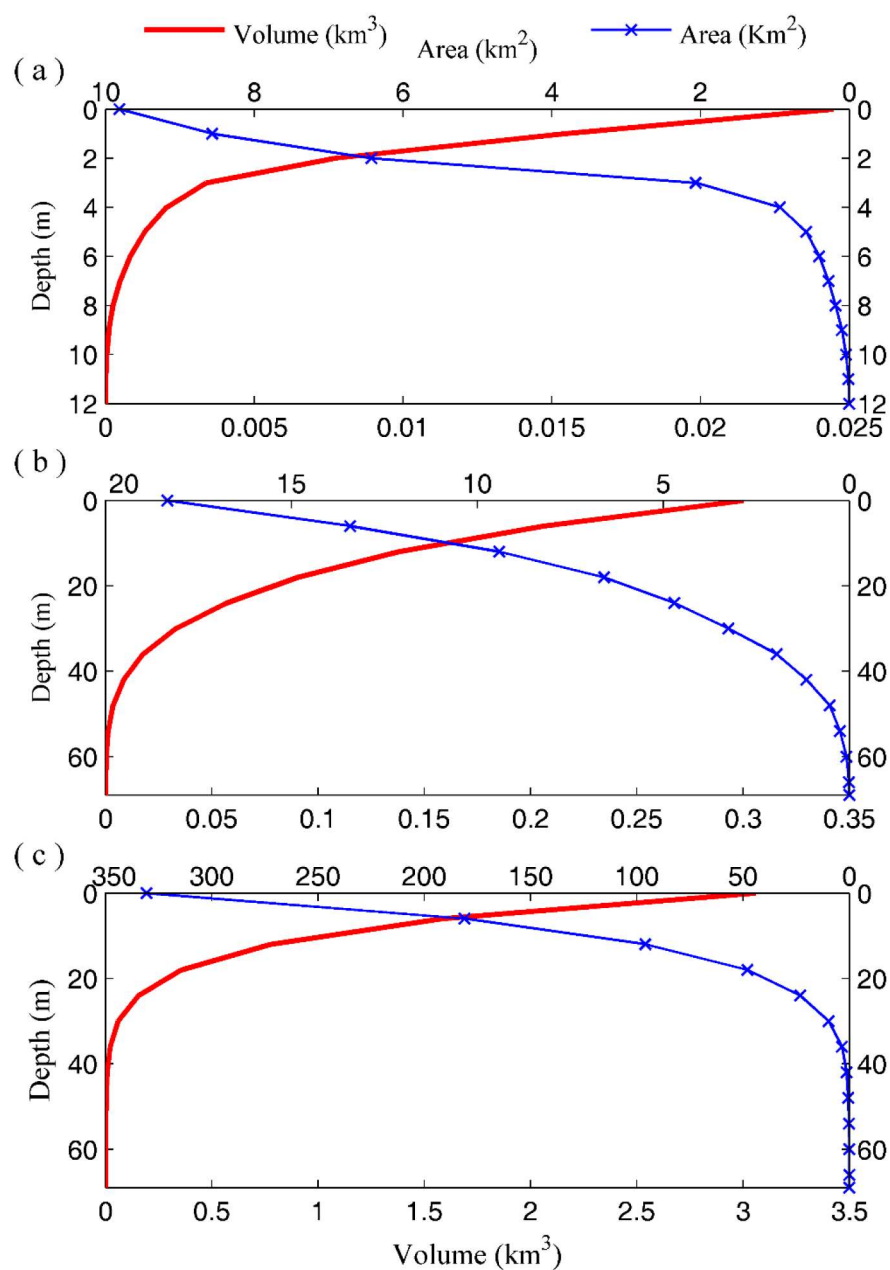 Volume (km³) Area (km²) Area (Km²)
( a )
10 8 6 4 2 0
0 0
2 2
4 4
6 6
8 8
10 10
12 12
Depth (m)
0 0.005 0.01 0.015 0.02 0.025
( b )
20 15 10 5 0
0 0
20 20
40 40
60 60
Depth (m)
0 0.05 0.1 0.15 0.2 0.25 0.3 0.35
( c )
350 300 250 200 150 100 50 0
0 0
20 20
40 40
60 60
Depth (m)
0 0.5 1 1.5 2 2.5 3 3.5
Volume (km³)